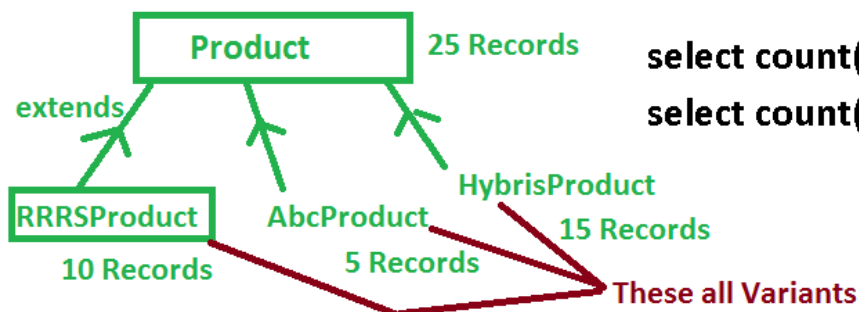 Product
25 Records
select count(
select count(
extends
HybrisProduct
RRRSProduct
AbcProduct
15 Records
5 Records
10 Records
These all Variants